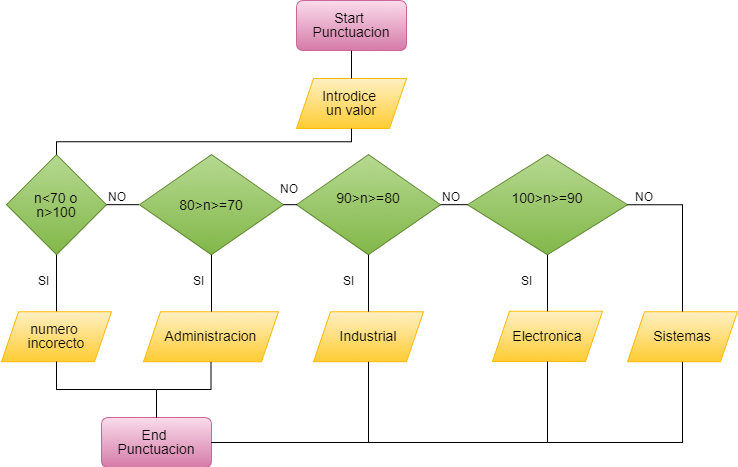 Start
Punctuacion
Introdice
un valor
n<70 o
n>100
NO
80>n>=70
NO
90>n>=80
NO
100>n>=90
NO
SI
SI
SI
SI
numero
incorecto
Administracion
Industrial
Electronica
Sistemas
End
Punctuacion